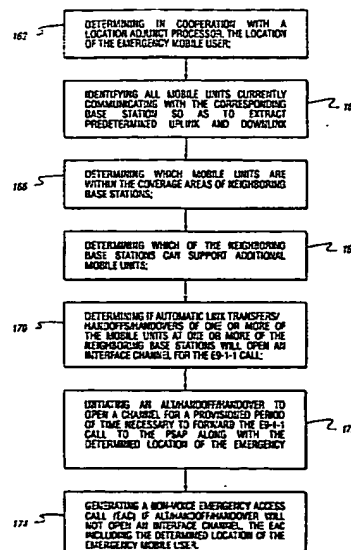 162
DETERMINING IN COOPERATION WITH A
LOCATION ADJUNCT PROCESSOR, THE LOCATION
OF THE EMERGENCY MOBILE USER;
IDENTIFYING ALL MOBILE UNITS CURRENTLY
COMMUNICATING WITH THE CORRESPONDING
BASE STATION SO AS TO EXTRACT
PREDETERMINED UPLINK AND DOWNLINK
16
166
DETERMINING WHICH MOBILE UNITS ARE
WITHIN THE COVERAGE AREAS OF NEIGHBORING
BASE STATIONS;
DETERMINING WHICH OF THE NEIGHBORING
BASE STATIONS CAN SUPPORT ADDITIONAL
MOBILE UNITS;
16
170
DETERMINING IF AUTOMATIC LINK TRANSFERS/
HANDOFFS/HANDOVERS OF ONE OR MORE OF
THE MOBILE UNITS AT ONE OR MORE OF THE
NEIGHBORING BASE STATIONS WILL OPEN AN
INTERFACE CHANNEL FOR THE E9-1-1 CALL;
INITIATING AN ALT/HANDOFF/HANDOVER TO
OPEN A CHANNEL FOR A PROVISIONED PERIOD
OF TIME NECESSARY TO FORWARD THE E9-1-1
CALL TO THE PSAP ALONG WITH THE
DETERMINED LOCATION OF THE EMERGENCY
17
GENERATING A NON-VOICE EMERGENCY ACCESS
CALL (EAC) IF ALT/HANDOFF/HANDOVER WILL
NOT OPEN AN INTERFACE CHANNEL, THE EAC
INCLUDING THE DETERMINED LOCATION OF THE
EMERGENCY MOBILE USER.